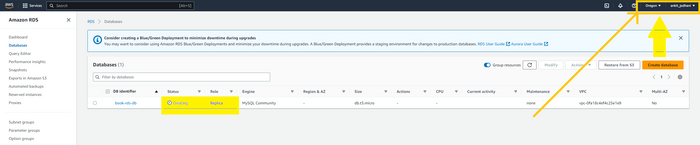 aws
Services
Search
[Option+S]
Oregon
ankit_jodhani
Amazon RDS
RDS > Databases
Dashboard
Databases
Query Editor
Performance insights
Snapshots
Exports in Amazon S3
Automated backups
Reserved instances
Proxies
Subnet groups
Parameter groups
Option groups
Consider creating a Blue/Green Deployment to minimize downtime during upgrades
You may want to consider using Amazon RDS Blue/Green Deployments and minimize your downtime during upgrades. A Blue/Green Deployment provides a staging environment for changes to production databases. RDS User Guide Aurora User Guide
Databases (1)
Group resources
Modify
Actions
Restore from S3
Create database
Filter by databases
1
DB identifier
Status
Role
Engine
Region & AZ
Size
Actions
CPU
Current activity
Maintenance
VPC
Multi-AZ
book-rds-db
Creating
Replica
MySQL Community
-
db.t3.micro
-
-
none
No